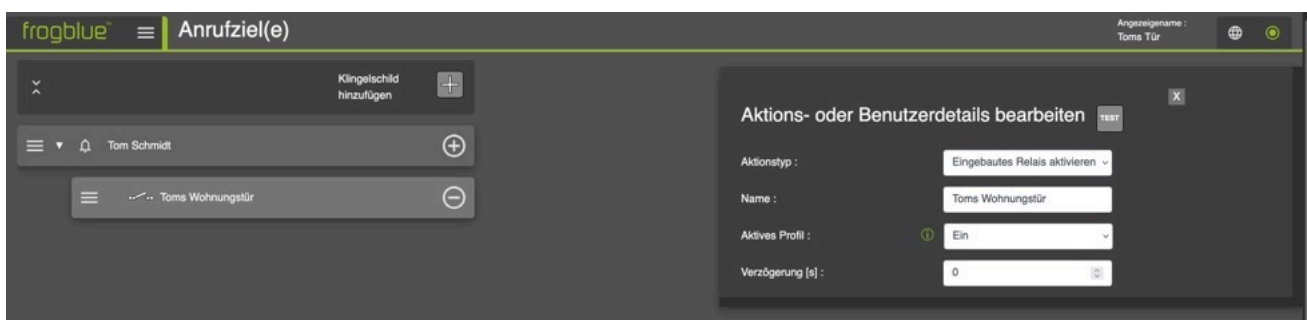 frogblue™
Anrufziel(e)
Angezeigename :
Toms Tür
Klingelschild
hinzufügen
Tom Schmidt
Toms Wohnungstür
Aktions- oder Benutzerdetails bearbeiten
TEST
X
Aktionstyp :
Eingebautes Relais aktivieren
Name :
Toms Wohnungstür
Aktives Profil :
Ein
Verzögerung [s] :
0